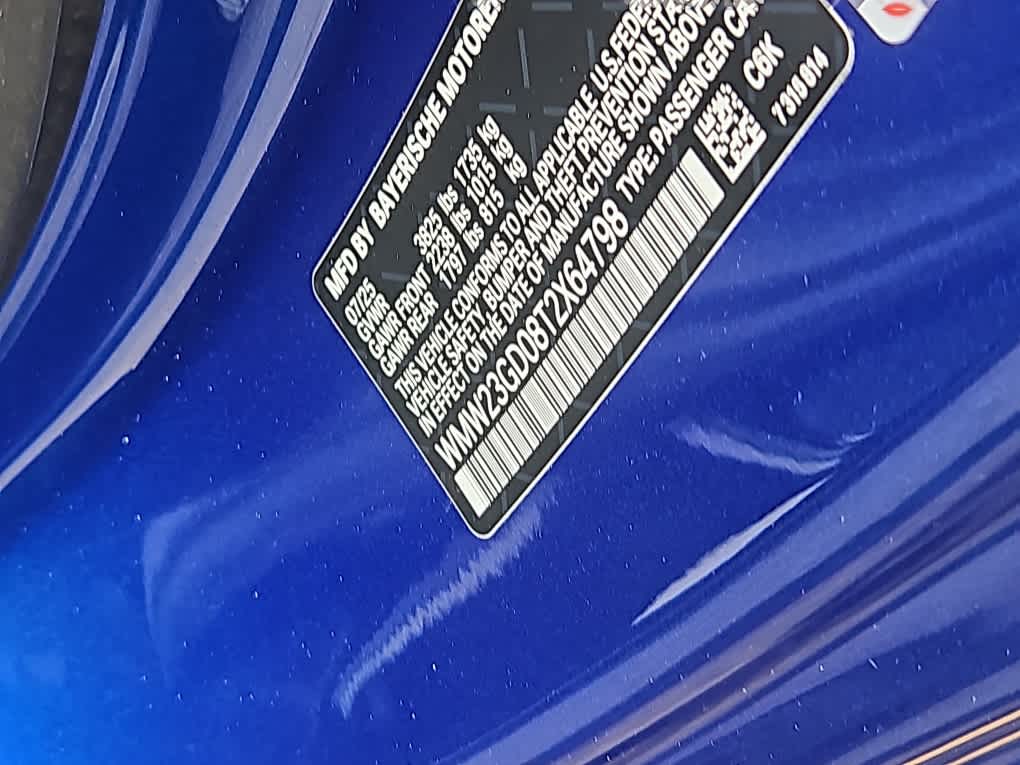 MFD BY BAYERISCHE MOTOREN
07/25
GVWR 3825 lbs 1735 kg
GAWR FRONT 2238 lbs 1015 kg
GAWR REAR 1797 lbs 815 kg
THIS VEHICLE CONFORMS TO ALL APPLICABLE U.S. FEDE
VEHICLE SAFETY, BUMPER AND THEFT PREVENTION STA
IN EFFECT ON THE DATE OF MANUFACTURE SHOWN ABOVE
WMW23GD08T2X64798 TYPE: PASSENGER CA
C6K
7318614